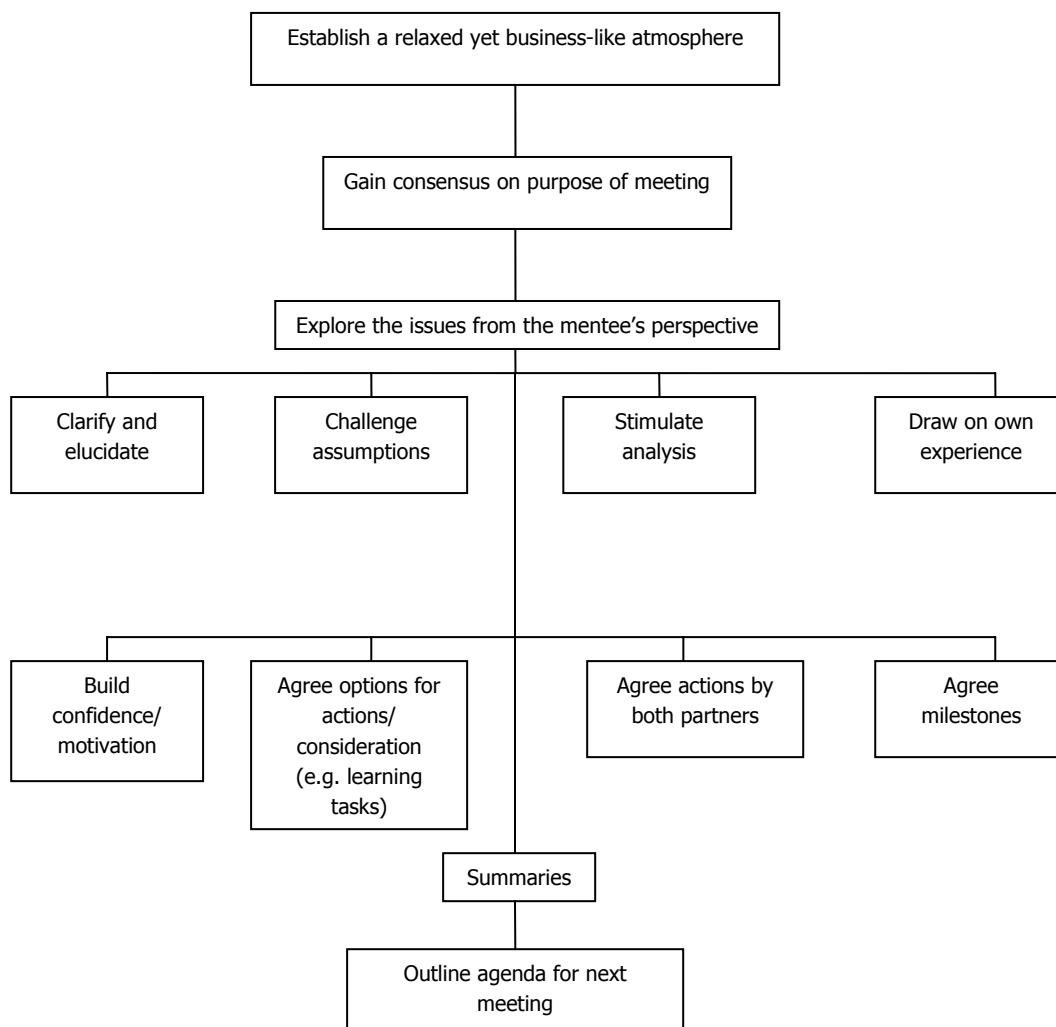 Establish a relaxed yet business-like atmosphere
Gain consensus on purpose of meeting
Explore the issues from the mentee’s perspective
Clarify and
elucidate
Challenge
assumptions
Stimulate
analysis
Draw on own
experience
Build
confidence/
motivation
Agree options for
actions/
consideration
(e.g. learning
tasks)
Agree actions by
both partners
Agree
milestones
Summaries
Outline agenda for next
meeting